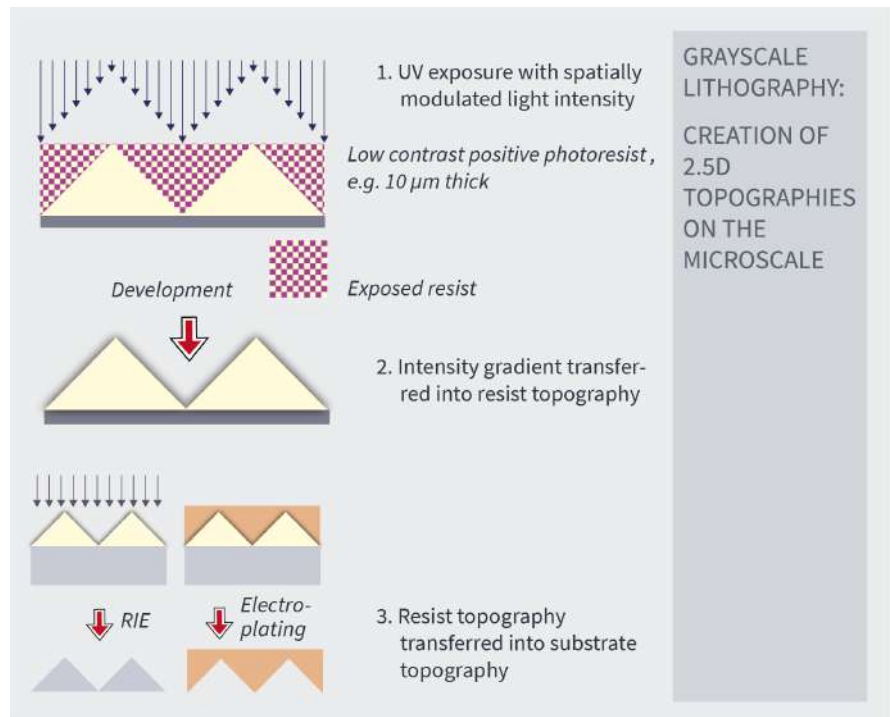 1. UV exposure with spatially
modulated light intensity
Low contrast positive photoresist ,
e.g. 10 µm thick
Development
Exposed resist
2. Intensity gradient transfer-
red into resist topography
RIE
Electro-
plating
3. Resist topography
transferred into substrate
topography
GRAYSCALE
LITHOGRAPHY:
CREATION OF
2.5D
TOPOGRAPHIES
ON THE
MICROSCALE